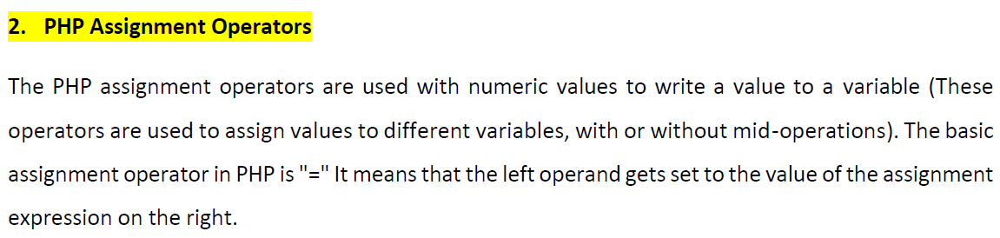 2. PHP Assignment Operators
The PHP assignment operators are used with numeric values to write a value to a variable (These
operators are used to assign values to different variables, with or without mid-operations). The basic
assignment operator in PHP is "=" It means that the left operand gets set to the value of the assignment
expression on the right.